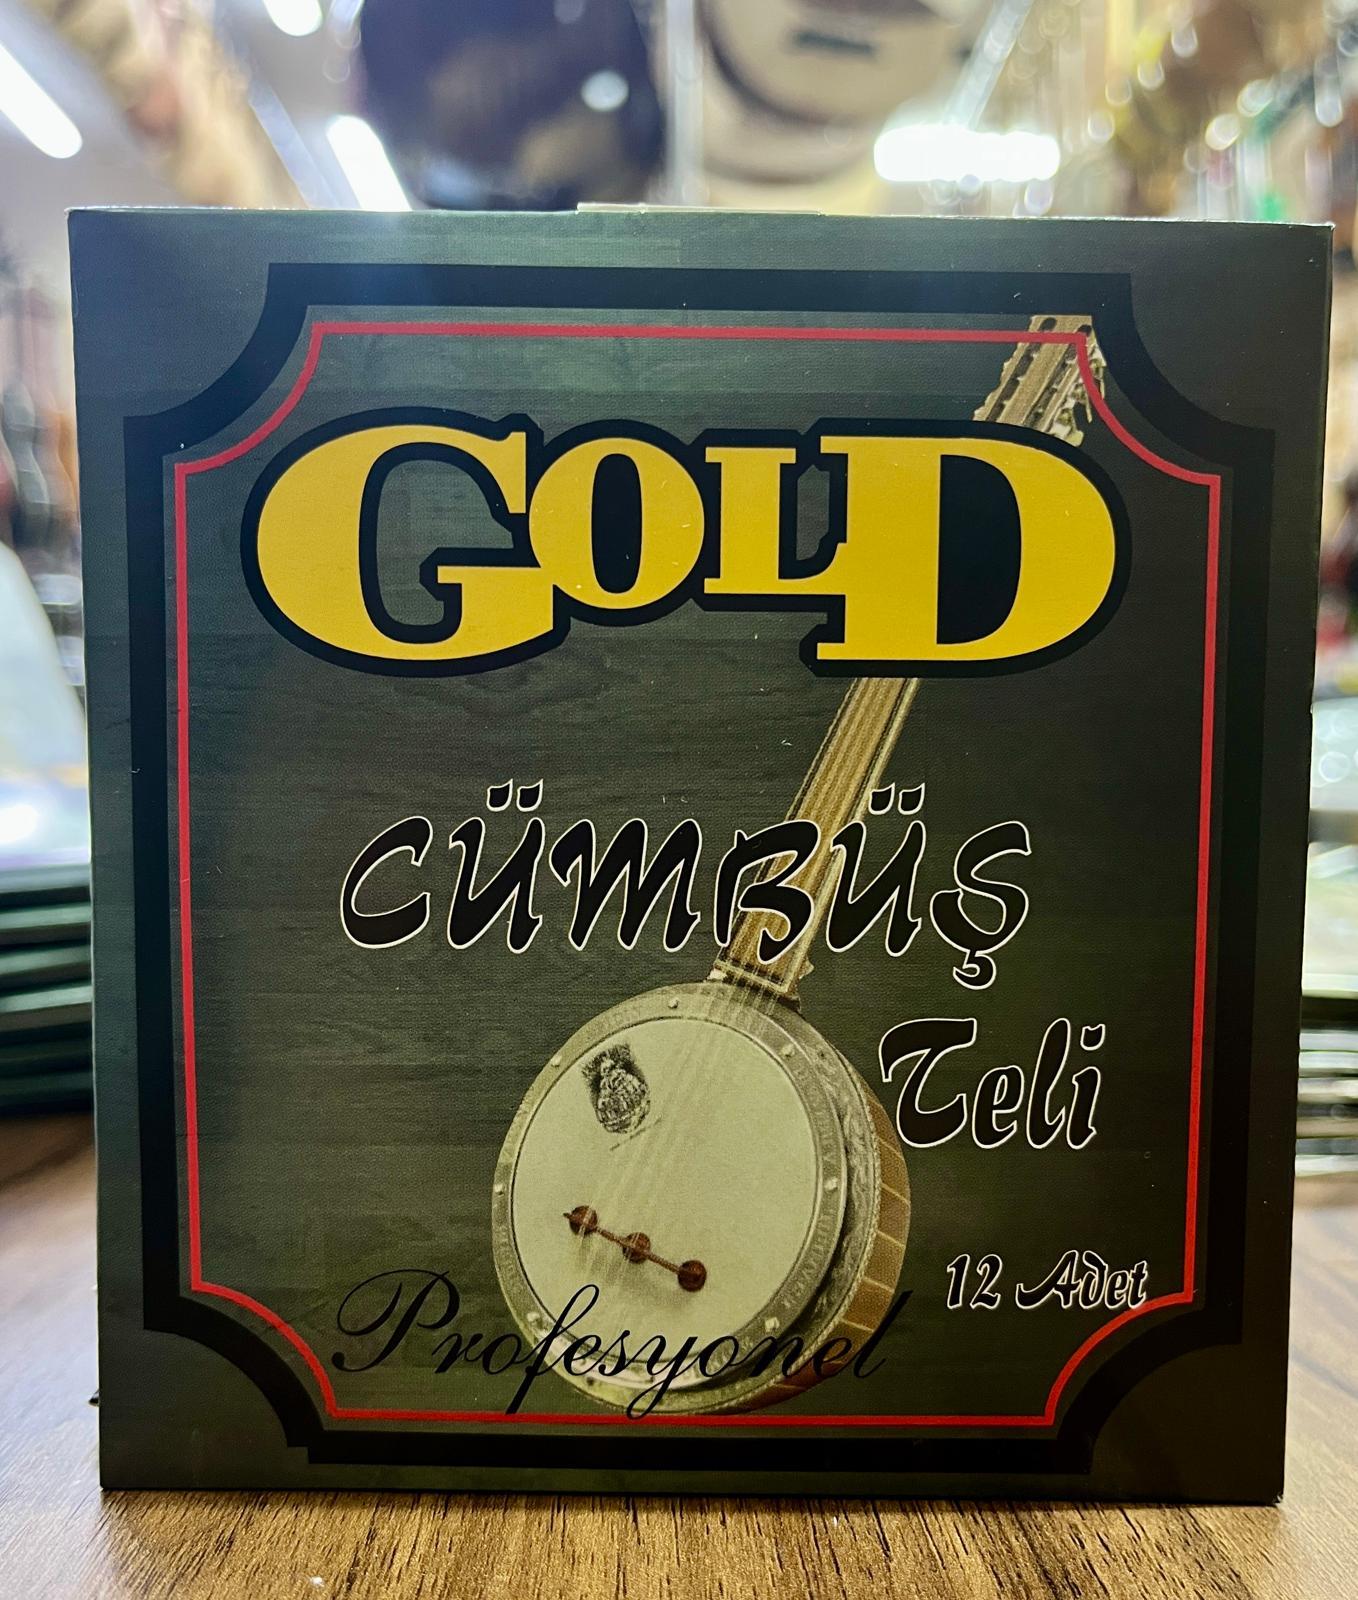 GOLD
CÜMBÜŞ
Teli
12 Adet
Profesyonel